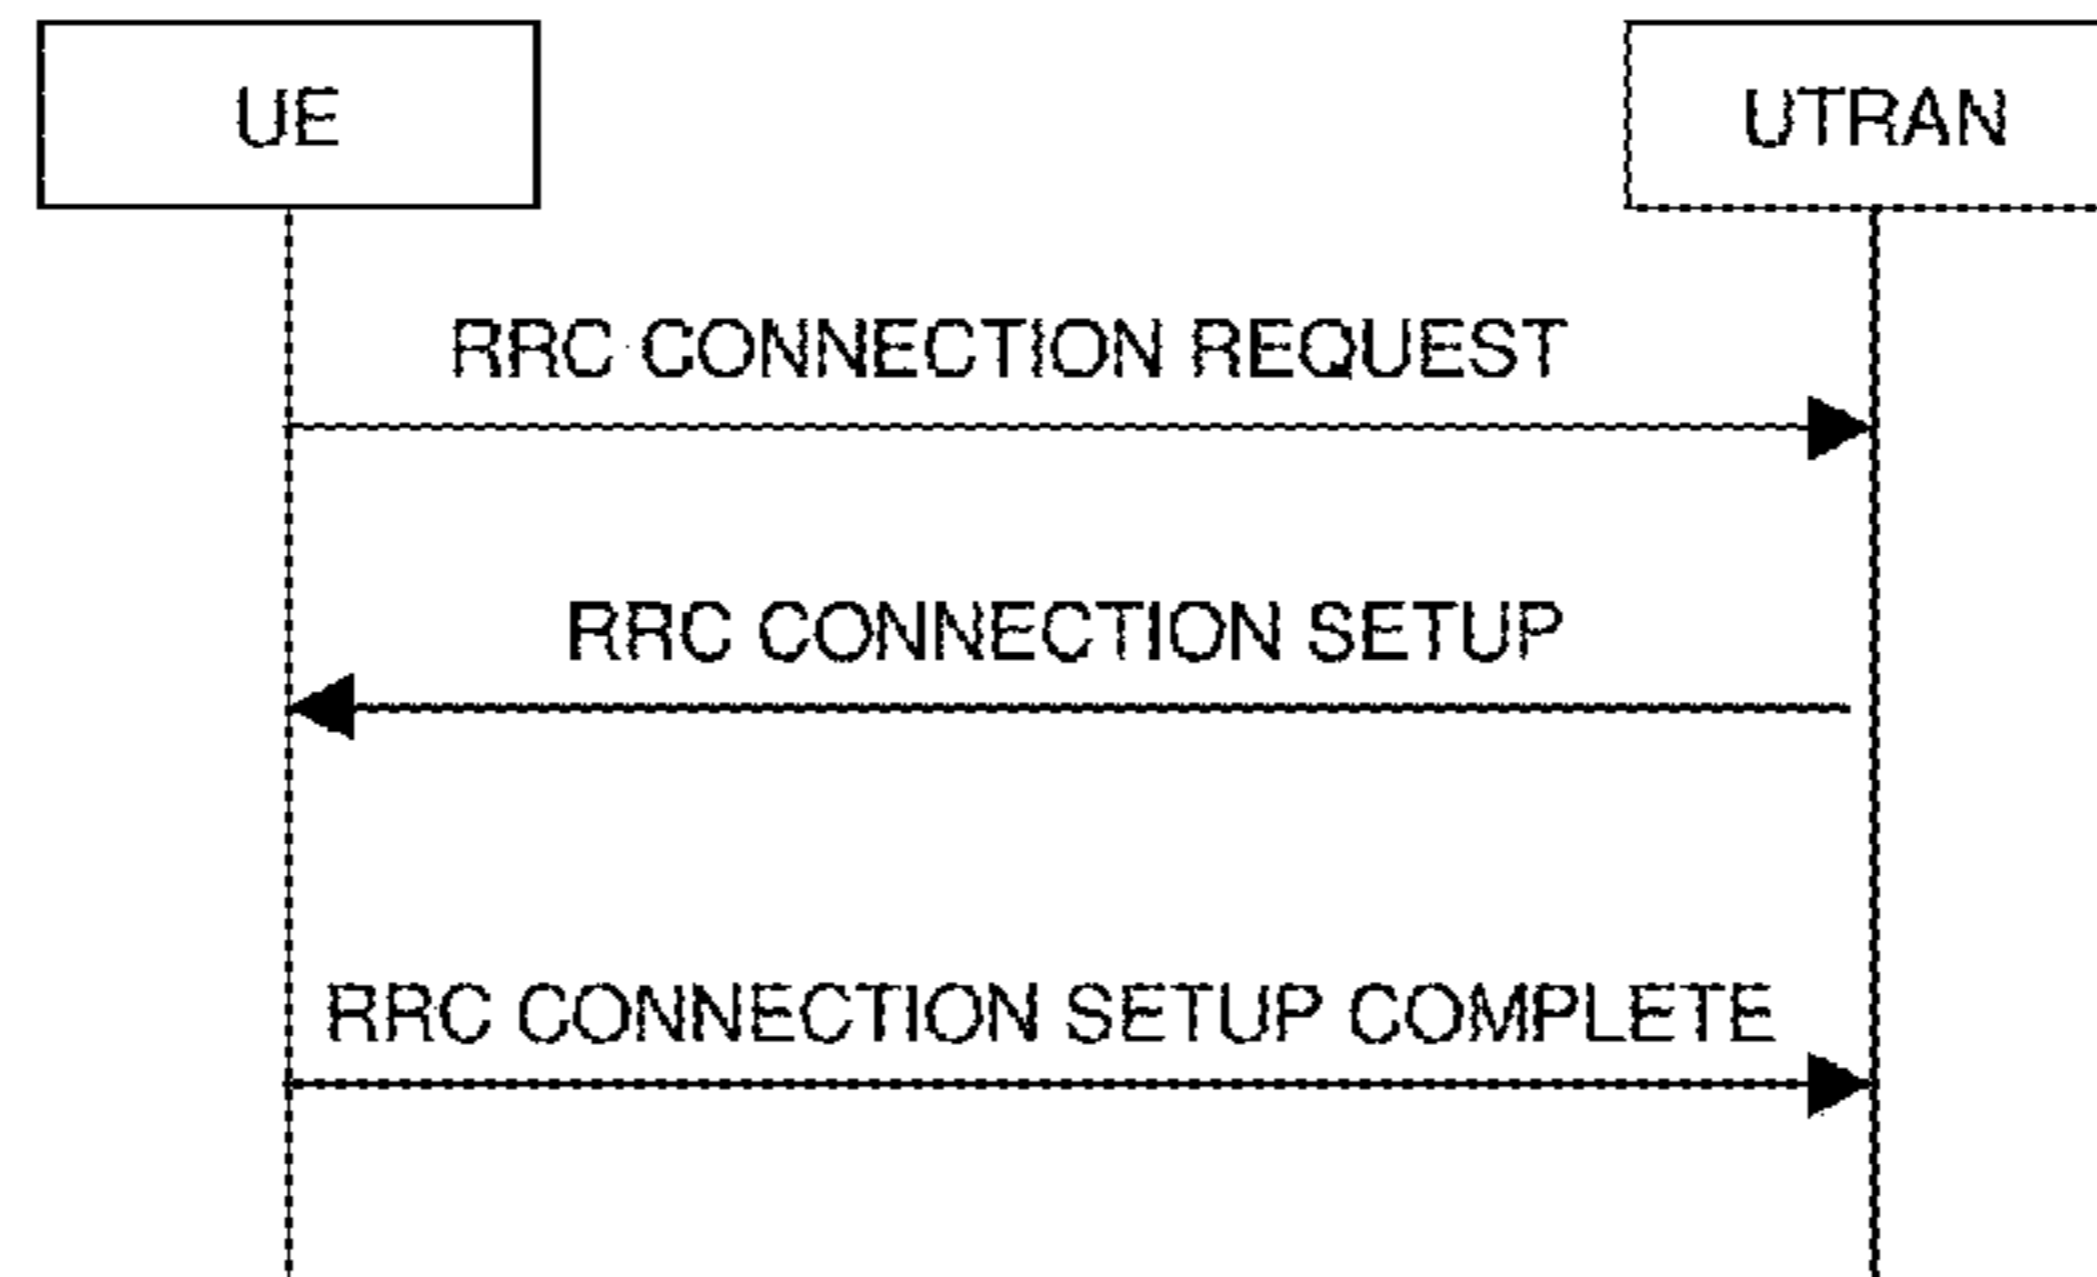 UE
UTRAN
RRC CONNECTION REQUEST
RRC CONNECTION SETUP
RRC CONNECTION SETUP COMPLETE